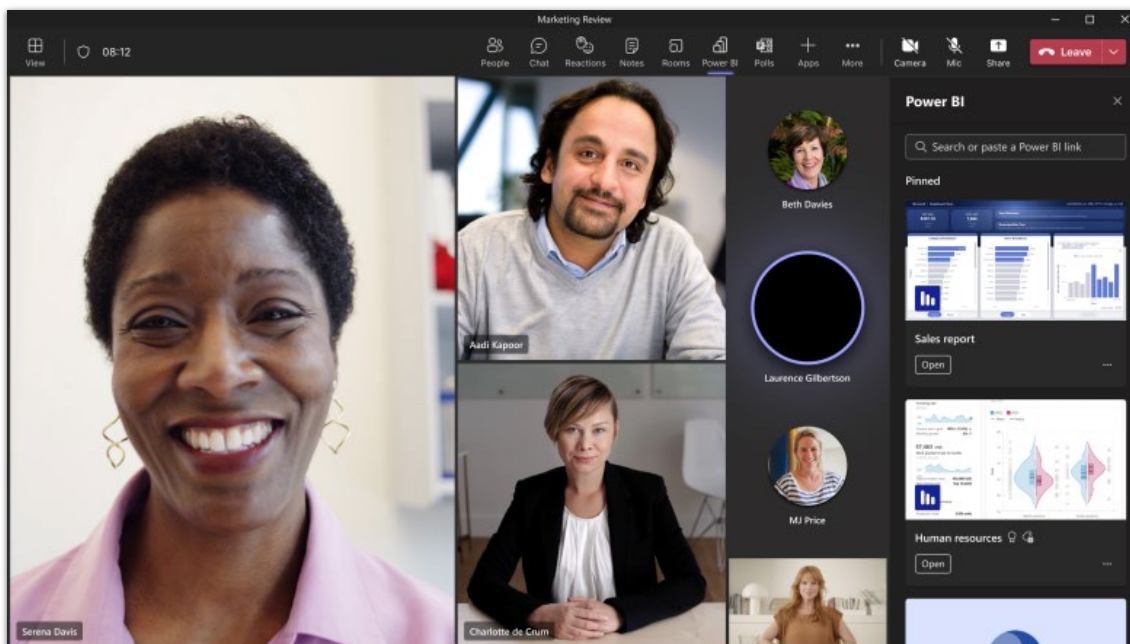 Marketing Review
View
08:12
People
Chat
Reactions
Notes
Rooms
Power BI
Polls
Apps
More
Camera
Mic
Share
Leave
Serena Davis
Aadi Kapoor
Charlotte de Crum
Beth Davies
Laurence Gilbertson
MJ Price
Power BI
Search or paste a Power BI link
Pinned
Sales report
Open
Human resources
Open